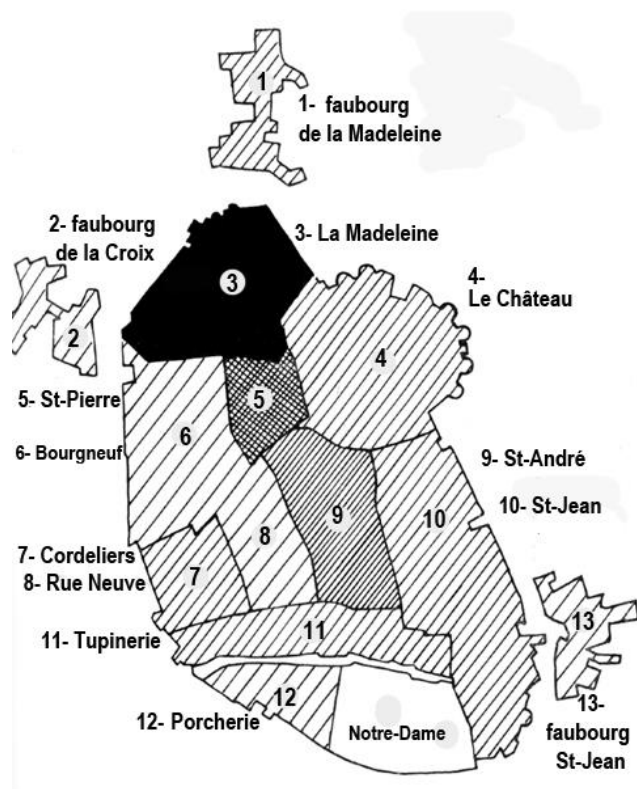 1
1- faubourg
de la Madeleine
2- faubourg
de la Croix
3- La Madeleine
3
4-
Le Château
2
4
5- St-Pierre
5
6
6- Bourgneuf
9- St-André
10- St-Jean
9
10
8
7- Cordeliers
8- Rue Neuve
7
11- Tupinerie
11
13
12
12- Porcherie
Notre-Dame
13-
faubourg
St-Jean